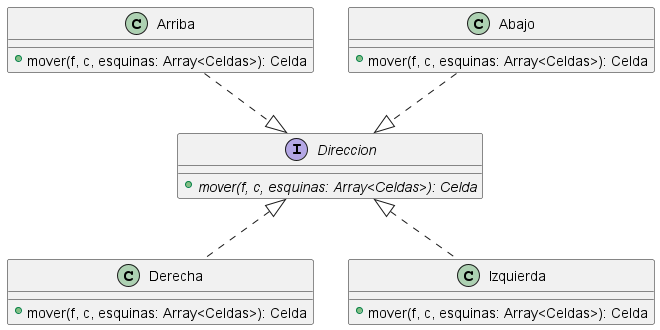 C Arriba
mover(f, c, esquinas: Array<Celdas>): Celda
C Abajo
mover(f, c, esquinas: Array<Celdas>): Celda
I Direccion
mover(f, c, esquinas: Array<Celdas>): Celda
C Derecha
mover(f, c, esquinas: Array<Celdas>): Celda
C Izquierda
mover(f, c, esquinas: Array<Celdas>): Celda